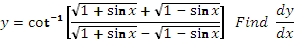 y = cot⁻¹ [ (√(1 + sin x) + √(1 − sin x)) / (√(1 + sin x) − √(1 − sin x)) ] Find dy/dx